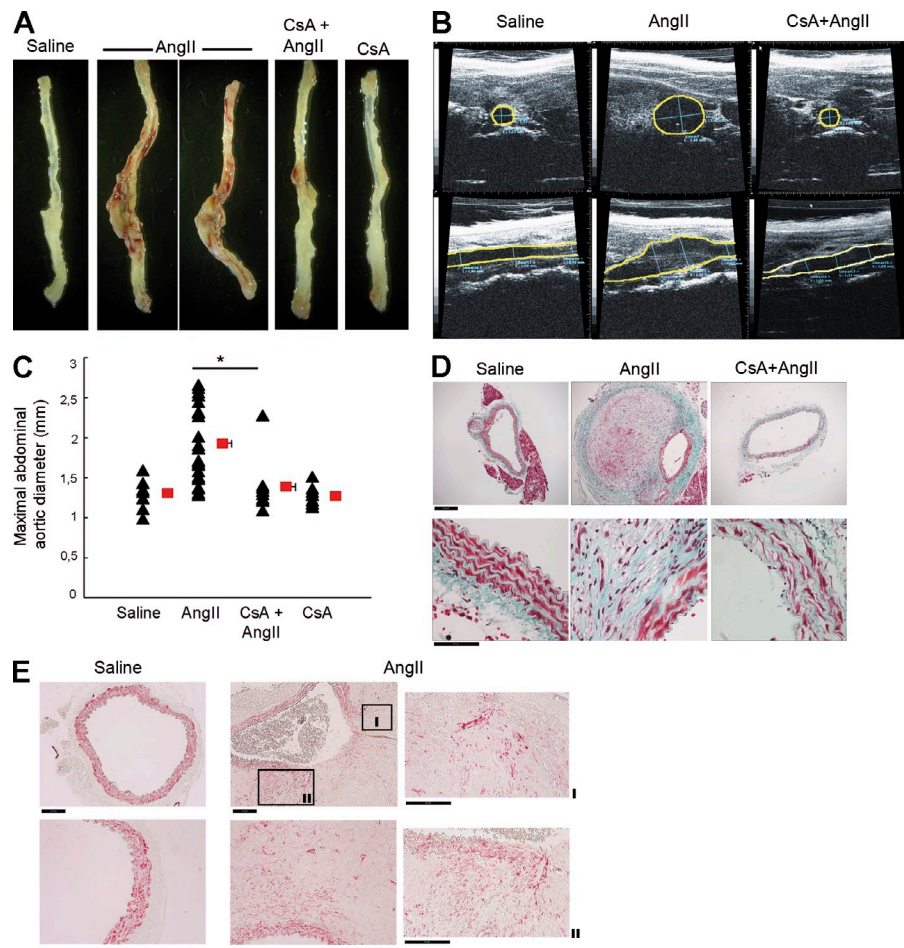 A
Saline
AngII
CsA +
AngII
CsA
B
Saline
AngII
CsA+AngII
C
Maximal abdominal
aortic diameter (mm)
3
2,5
2
1,5
1
0,5
0
*
Saline
AngII
CsA +
AngII
CsA
D
Saline
AngII
CsA+AngII
E
Saline
AngII
I
II
I
II